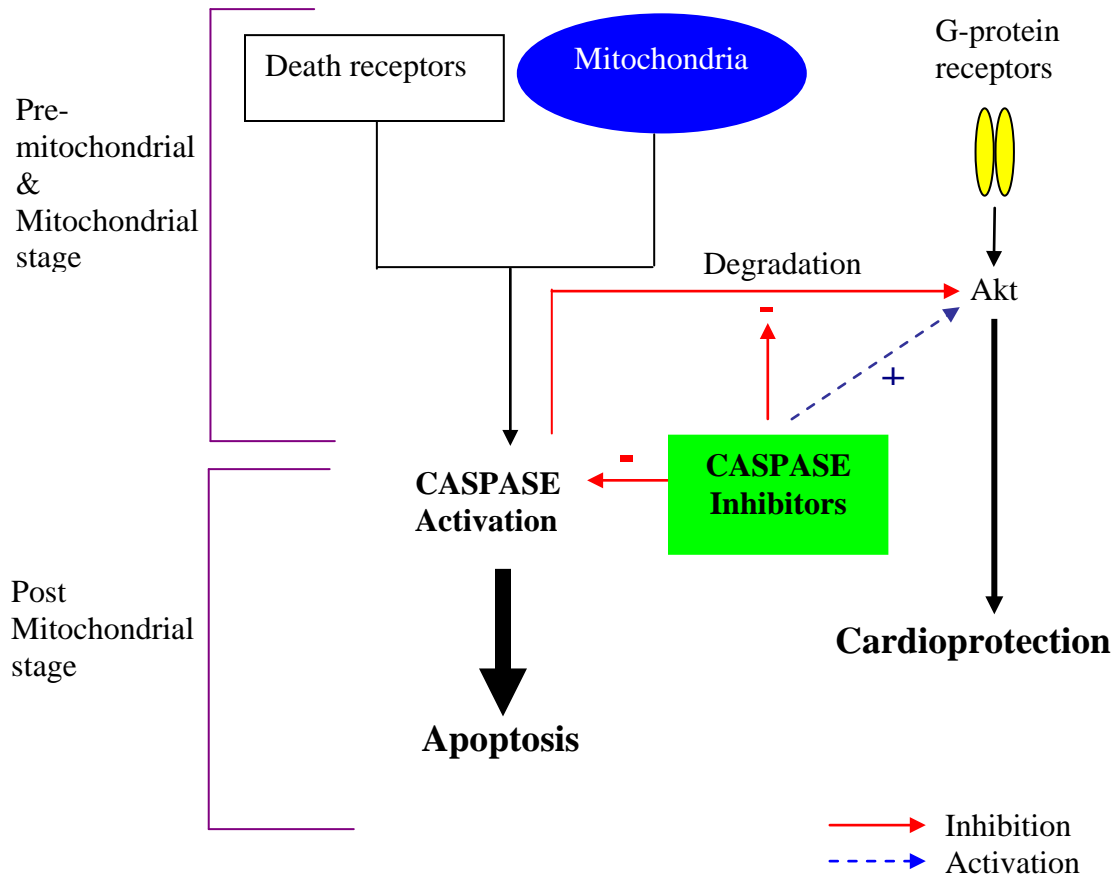 Death receptors
Mitochondria
G-protein
receptors
Pre-
mitochondrial
&
Mitochondrial
stage
Degradation
Akt
-
+
-
CASPASE
Activation
CASPASE
Inhibitors
Post
Mitochondrial
stage
Cardioprotection
Apoptosis
Inhibition
Activation